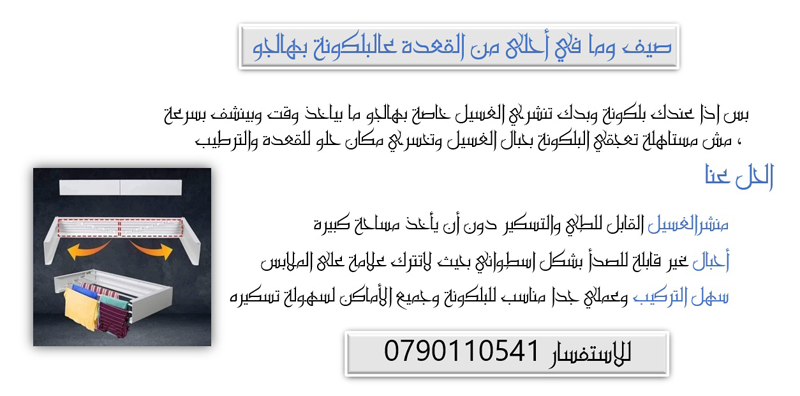 صيف وما في أحلى من القعدة عالبلكونة بهالجو
بس اذا عندك بلكونة وبدك تنشري الغسيل خاصة بهالجو ما بياخذ وقت وبينشف بسرعة
، مش مستاهلة تعجقي البلكونة بحبال الغسيل وتخسري مكان حلو للقعدة والترطيب
الحل عنا
منشر الغسيل القابل للطي والتسكير دون أن يأخذ مساحة كبيرة
أحبال غير قابلة للصدأ بشكل اسطواني بحيث لاتترك علامة على الملابس
سهل التركيب وعملي جدا مناسب للبلكونة وجميع الأماكن لسهولة تسكيره
للاستفسار 0790110541